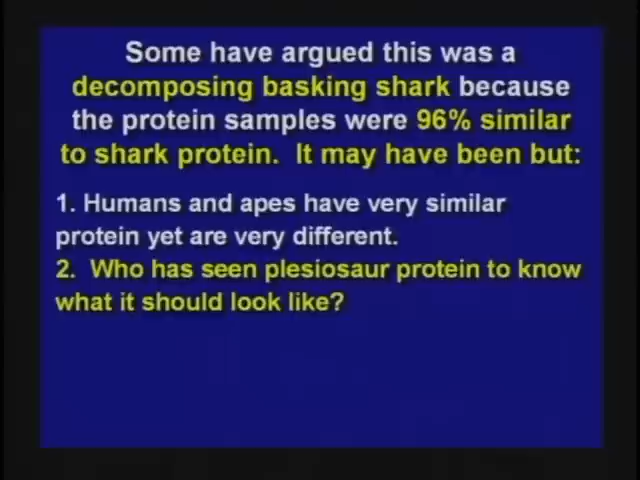 Some have argued this was a
decomposing basking shark because
the protein samples were 96% similar
to shark protein.  It may have been but:
1. Humans and apes have very similar
protein yet are very different.
2.  Who has seen plesiosaur protein to know
what it should look like?